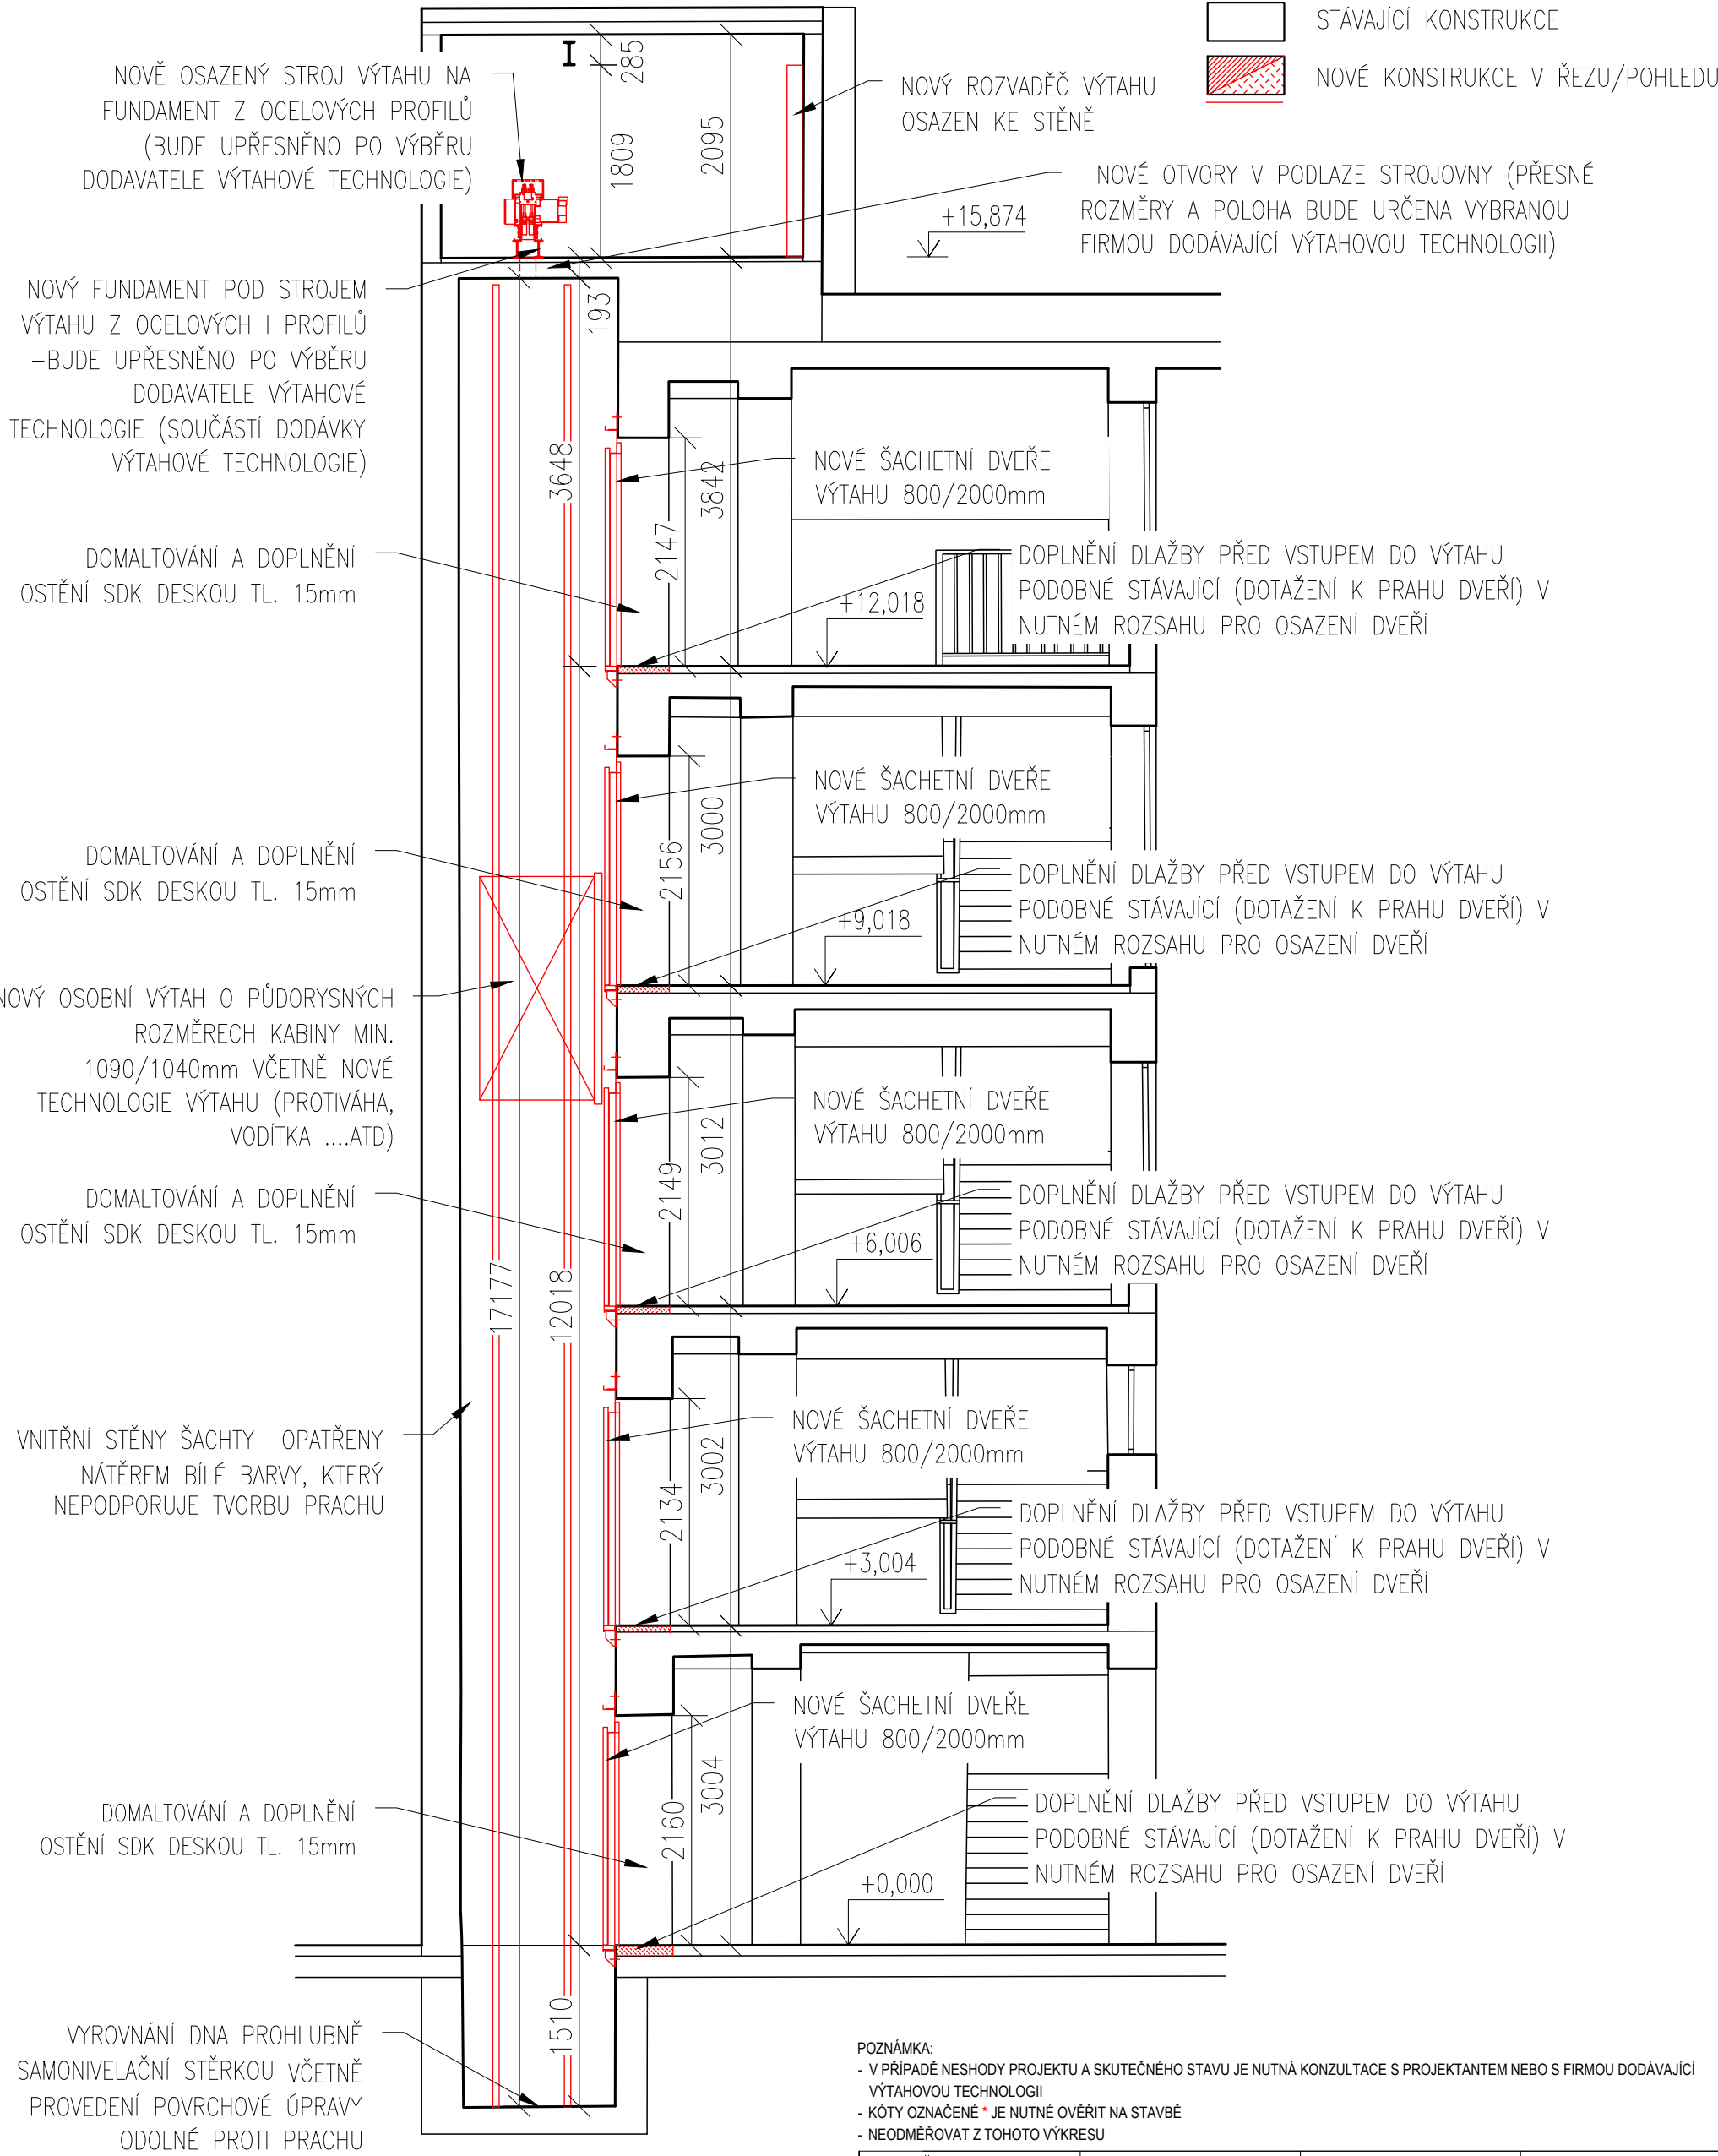 STÁVAJÍCÍ KONSTRUKCE
NOVÉ KONSTRUKCE V ŘEZU/POHLEDU
NOVĚ OSAZENÝ STROJ VÝTAHU NA
FUNDAMENT Z OCELOVÝCH PROFILŮ
(BUDE UPŘESNĚNO PO VÝBĚRU
DODAVATELE VÝTAHOVÉ TECHNOLOGIE)
285
1809
2095
NOVÝ ROZVADĚČ VÝTAHU
OSAZEN KE STĚNĚ
NOVÉ OTVORY V PODLAZE STROJOVNY (PŘESNÉ
ROZMĚRY A POLOHA BUDE URČENA VYBRANOU
FIRMOU DODÁVAJÍCÍ VÝTAHOVOU TECHNOLOGII)
+15,874
NOVÝ FUNDAMENT POD STROJEM
VÝTAHU Z OCELOVÝCH I PROFILŮ
-BUDE UPŘESNĚNO PO VÝBĚRU
DODAVATELE VÝTAHOVÉ
TECHNOLOGIE (SOUČÁSTÍ DODÁVKY
VÝTAHOVÉ TECHNOLOGIE)
193
3648
2147
3842
NOVÉ ŠACHETNÍ DVEŘE
VÝTAHU 800/2000mm
DOMALTOVÁNÍ A DOPLNĚNÍ
OSTĚNÍ SDK DESKOU TL. 15mm
+12,018
DOPLNĚNÍ DLAŽBY PŘED VSTUPEM DO VÝTAHU
PODOBNÉ STÁVAJÍCÍ (DOTAŽENÍ K PRAHU DVEŘÍ) V
NUTNÉM ROZSAHU PRO OSAZENÍ DVEŘÍ
NOVÉ ŠACHETNÍ DVEŘE
VÝTAHU 800/2000mm
2156
3000
DOMALTOVÁNÍ A DOPLNĚNÍ
OSTĚNÍ SDK DESKOU TL. 15mm
+9,018
DOPLNĚNÍ DLAŽBY PŘED VSTUPEM DO VÝTAHU
PODOBNÉ STÁVAJÍCÍ (DOTAŽENÍ K PRAHU DVEŘÍ) V
NUTNÉM ROZSAHU PRO OSAZENÍ DVEŘÍ
NOVÝ OSOBNÍ VÝTAH O PŮDORYSNÝCH
ROZMĚRECH KABINY MIN.
1090/1040mm VČETNĚ NOVÉ
TECHNOLOGIE VÝTAHU (PROTIVÁHA,
VODÍTKA ....ATD)
NOVÉ ŠACHETNÍ DVEŘE
VÝTAHU 800/2000mm
2149
3012
DOMALTOVÁNÍ A DOPLNĚNÍ
OSTĚNÍ SDK DESKOU TL. 15mm
+6,006
DOPLNĚNÍ DLAŽBY PŘED VSTUPEM DO VÝTAHU
PODOBNÉ STÁVAJÍCÍ (DOTAŽENÍ K PRAHU DVEŘÍ) V
NUTNÉM ROZSAHU PRO OSAZENÍ DVEŘÍ
17177
12018
VNITŘNÍ STĚNY ŠACHTY OPATŘENY
NÁTĚREM BÍLÉ BARVY, KTERÝ
NEPODPORUJE TVORBU PRACHU
NOVÉ ŠACHETNÍ DVEŘE
VÝTAHU 800/2000mm
2134
3002
+3,004
DOPLNĚNÍ DLAŽBY PŘED VSTUPEM DO VÝTAHU
PODOBNÉ STÁVAJÍCÍ (DOTAŽENÍ K PRAHU DVEŘÍ) V
NUTNÉM ROZSAHU PRO OSAZENÍ DVEŘÍ
NOVÉ ŠACHETNÍ DVEŘE
VÝTAHU 800/2000mm
2160
3004
DOMALTOVÁNÍ A DOPLNĚNÍ
OSTĚNÍ SDK DESKOU TL. 15mm
+0,000
DOPLNĚNÍ DLAŽBY PŘED VSTUPEM DO VÝTAHU
PODOBNÉ STÁVAJÍCÍ (DOTAŽENÍ K PRAHU DVEŘÍ) V
NUTNÉM ROZSAHU PRO OSAZENÍ DVEŘÍ
1510
VYROVNÁNÍ DNA PROHLUBNĚ
SAMONIVELAČNÍ STĚRKOU VČETNĚ
PROVEDENÍ POVRCHOVÉ ÚPRAVY
ODOLNÉ PROTI PRACHU
POZNÁMKA:
- V PŘÍPADĚ NESHODY PROJEKTU A SKUTEČNÉHO STAVU JE NUTNÁ KONZULTACE S PROJEKTANTEM NEBO S FIRMOU DODÁVAJÍCÍ
VÝTAHOVOU TECHNOLOGII
- KÓTY OZNAČENÉ * JE NUTNÉ OVĚŘIT NA STAVBĚ
- NEODMĚŘOVAT Z TOHOTO VÝKRESU